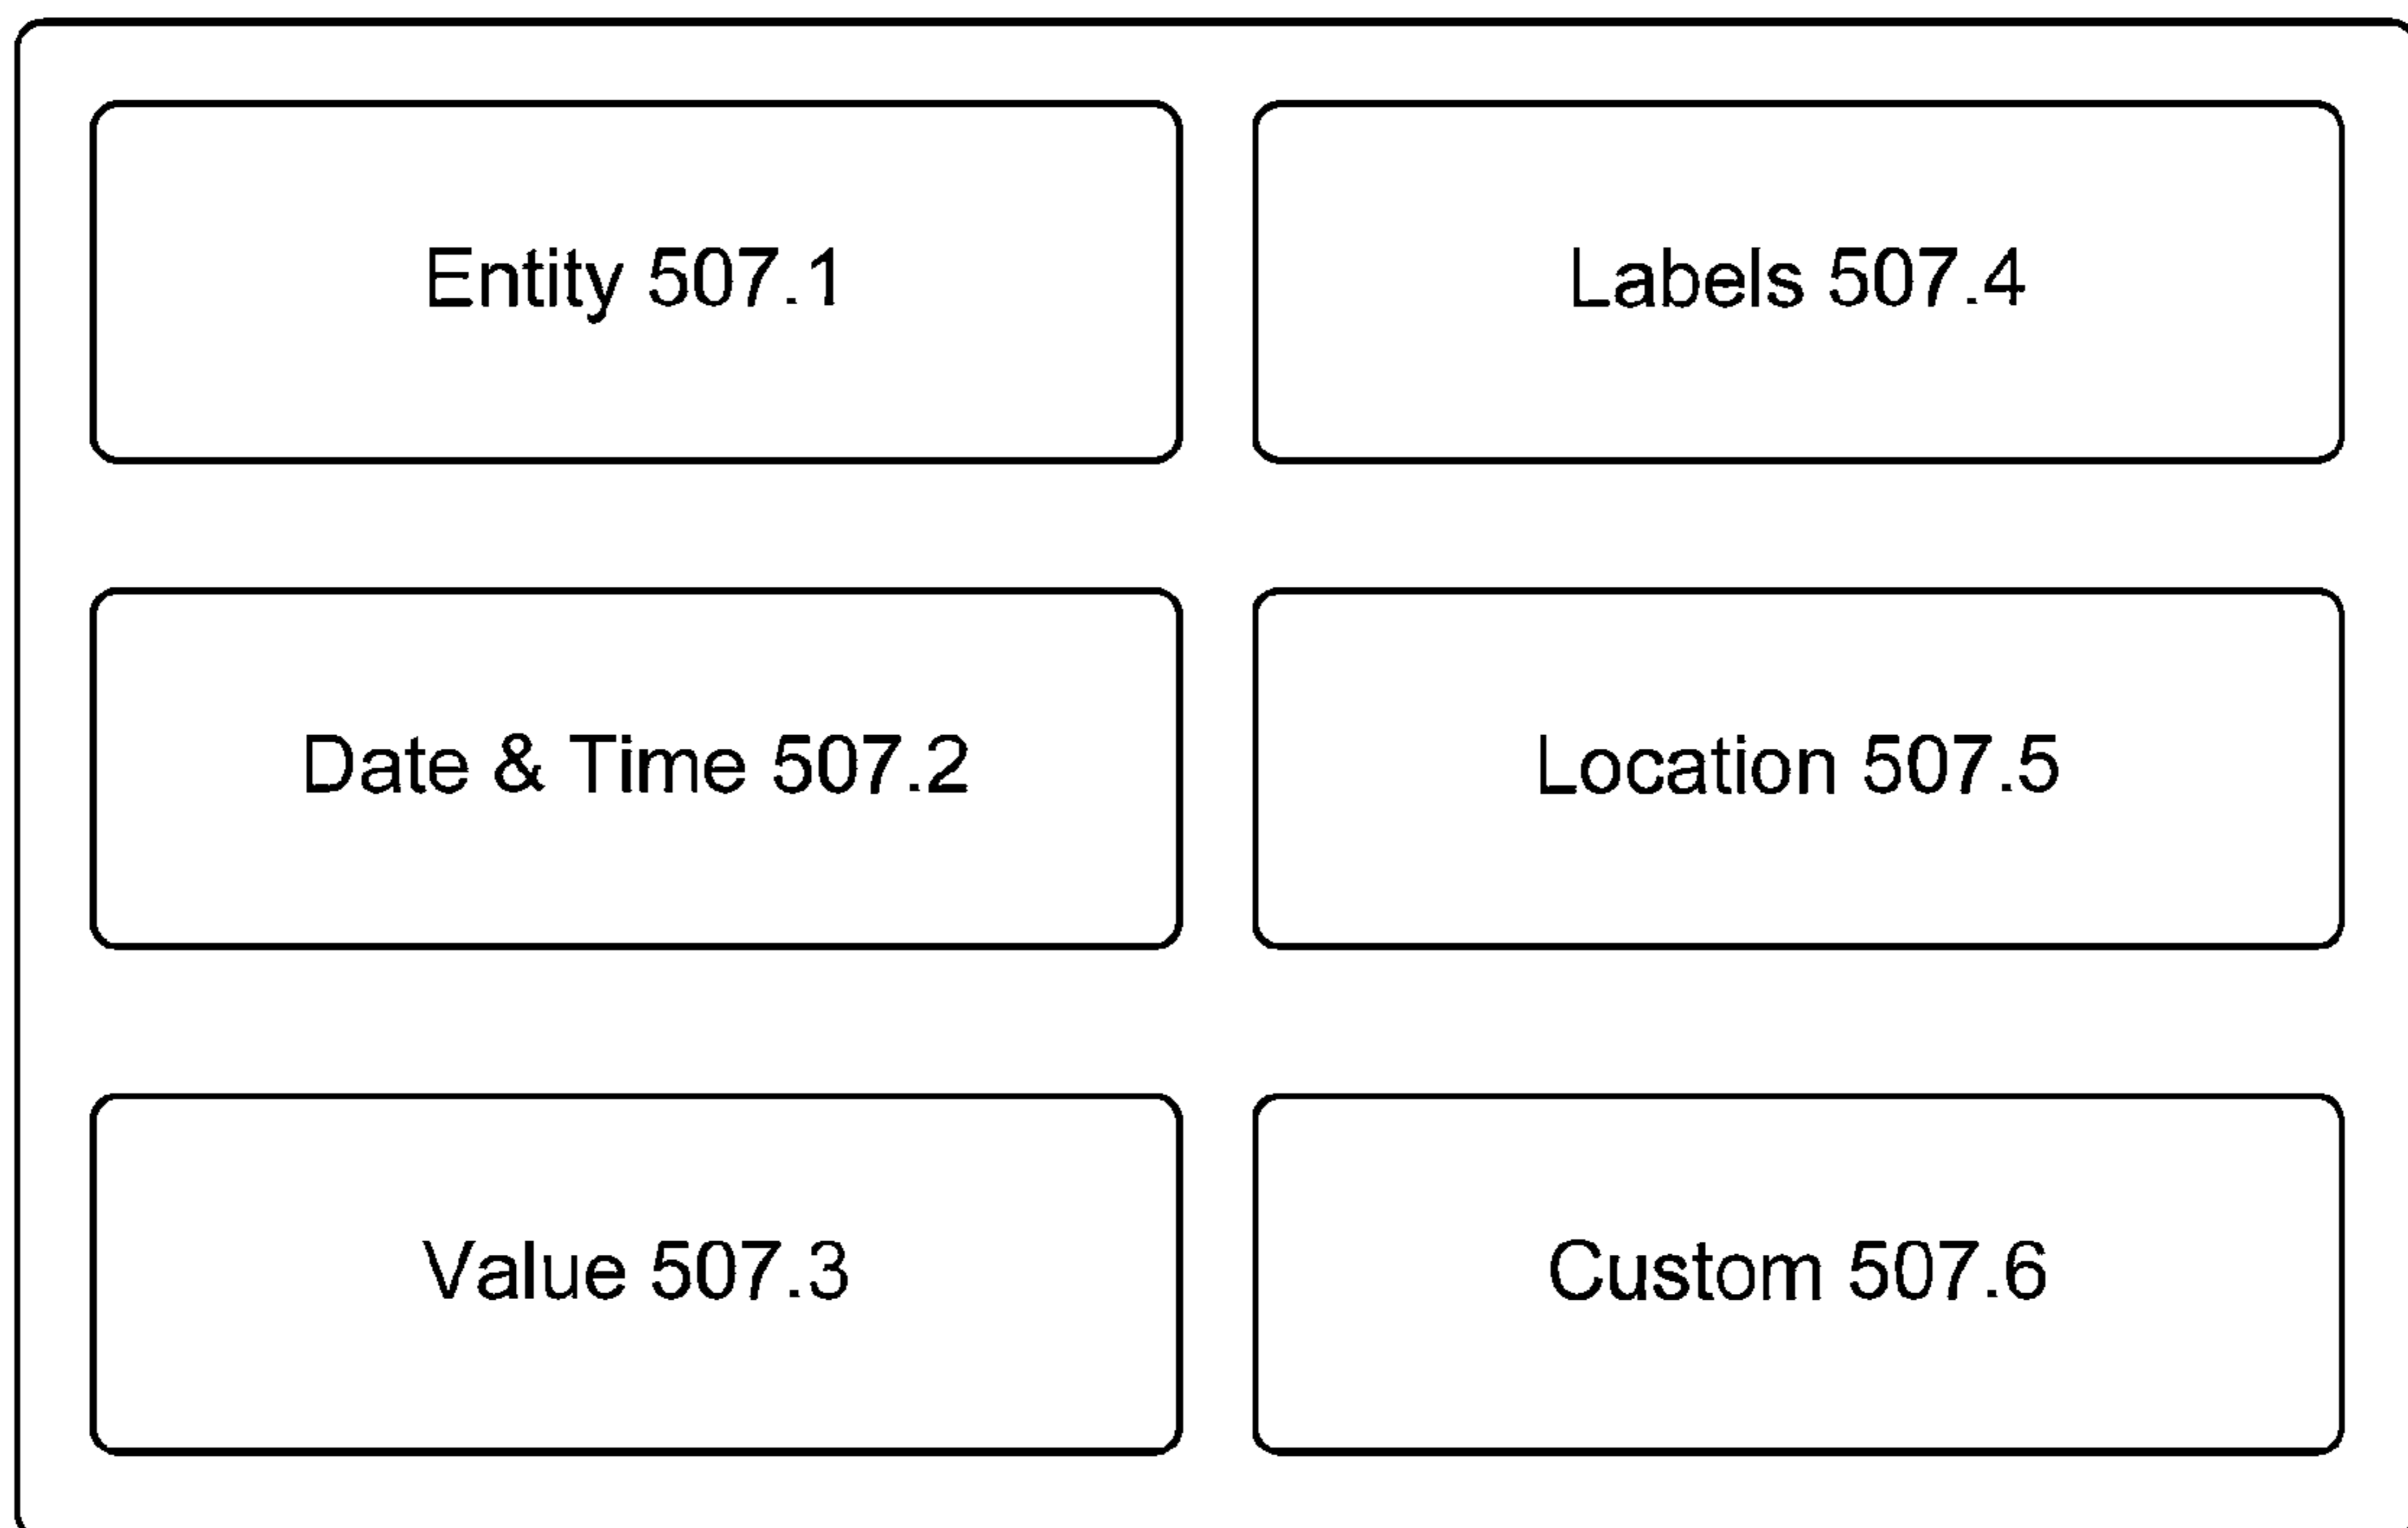 Entity 507.1
Labels 507.4
Date & Time 507.2
Location 507.5
Value 507.3
Custom 507.6